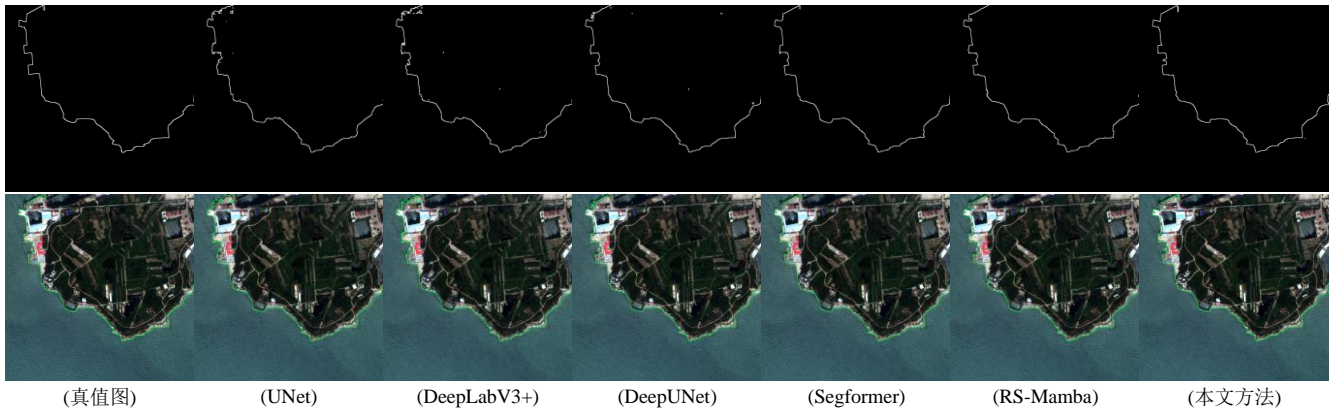 (真值图) (UNet) (DeepLabV3+) (DeepUNet) (Segformer) (RS-Mamba) (本文方法)